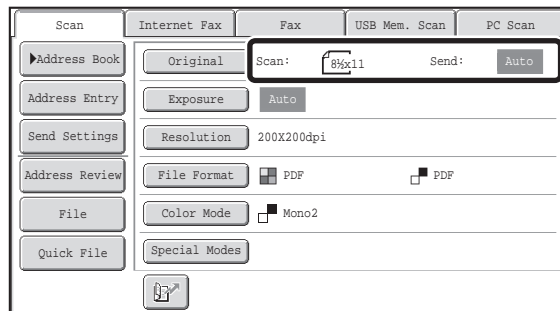 Scan Internet Fax Fax USB Mem. Scan PC Scan
Address Book Original Scan: 8½x11 Send: Auto
Address Entry Exposure Auto
Send Settings Resolution 200X200dpi
Address Review File Format PDF PDF
File Color Mode Mono2
Quick File Special Modes